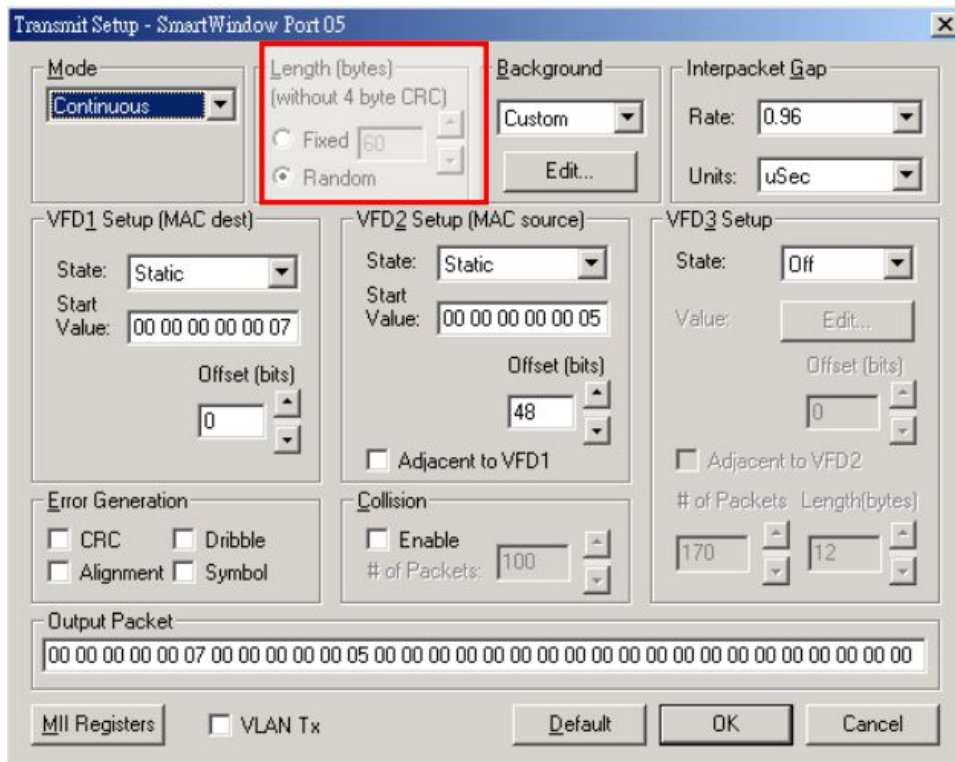 Transmit Setup - SmartWindow Port 05
Mode
Continuous
Length (bytes)
(without 4 byte CRC)
Fixed 60
Random
Background
Custom
Edit...
Interpacket Gap
Rate: 0.96
Units: uSec
VFD1 Setup (MAC dest)
State: Static
Start
Value: 00 00 00 00 00 07
Offset (bits)
0
VFD2 Setup (MAC source)
State: Static
Start
Value: 00 00 00 00 00 05
Offset (bits)
48
Adjacent to VFD1
VFD3 Setup
State: Off
Value: Edit...
Offset (bits)
0
Adjacent to VFD2
# of Packets Length(bytes)
170 12
Error Generation
CRC Dribble
Alignment Symbol
Collision
Enable
# of Packets: 100
Output Packet
00 00 00 00 00 07 00 00 00 00 00 05 00 00 00 00 00 00 00 00 00 00 00 00 00 00 00 00 00 00 00 00
MII Registers
VLAN Tx
Default
OK
Cancel